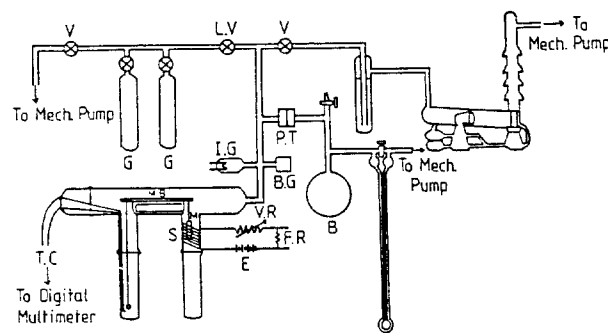 V
L.V
V
To
Mech. Pump
To Mech. Pump
G
G
P.T
I.G
B.G
To Mech.
Pump
B
M.S
M
V.R
S
F.R
E
T.C
To Digital
Multimeter